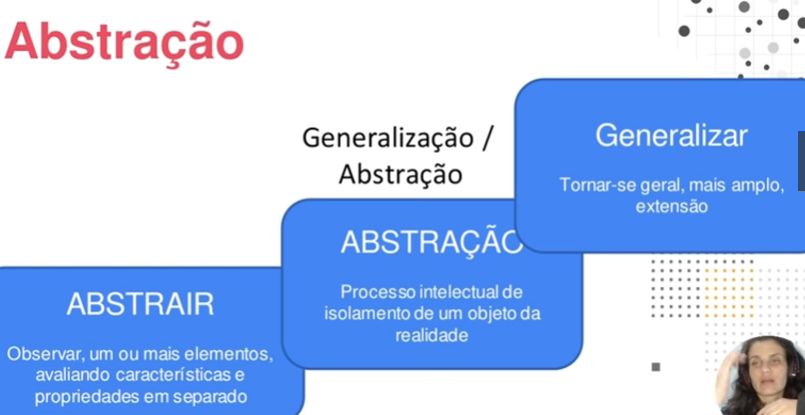 Abstração
Generalização /
Abstração
Generalizar
Tornar-se geral, mais amplo,
extensão
ABSTRAÇÃO
Processo intelectual de
isolamento de um objeto da
realidade
ABSTRAIR
Observar, um ou mais elementos,
avaliando características e
propriedades em separado